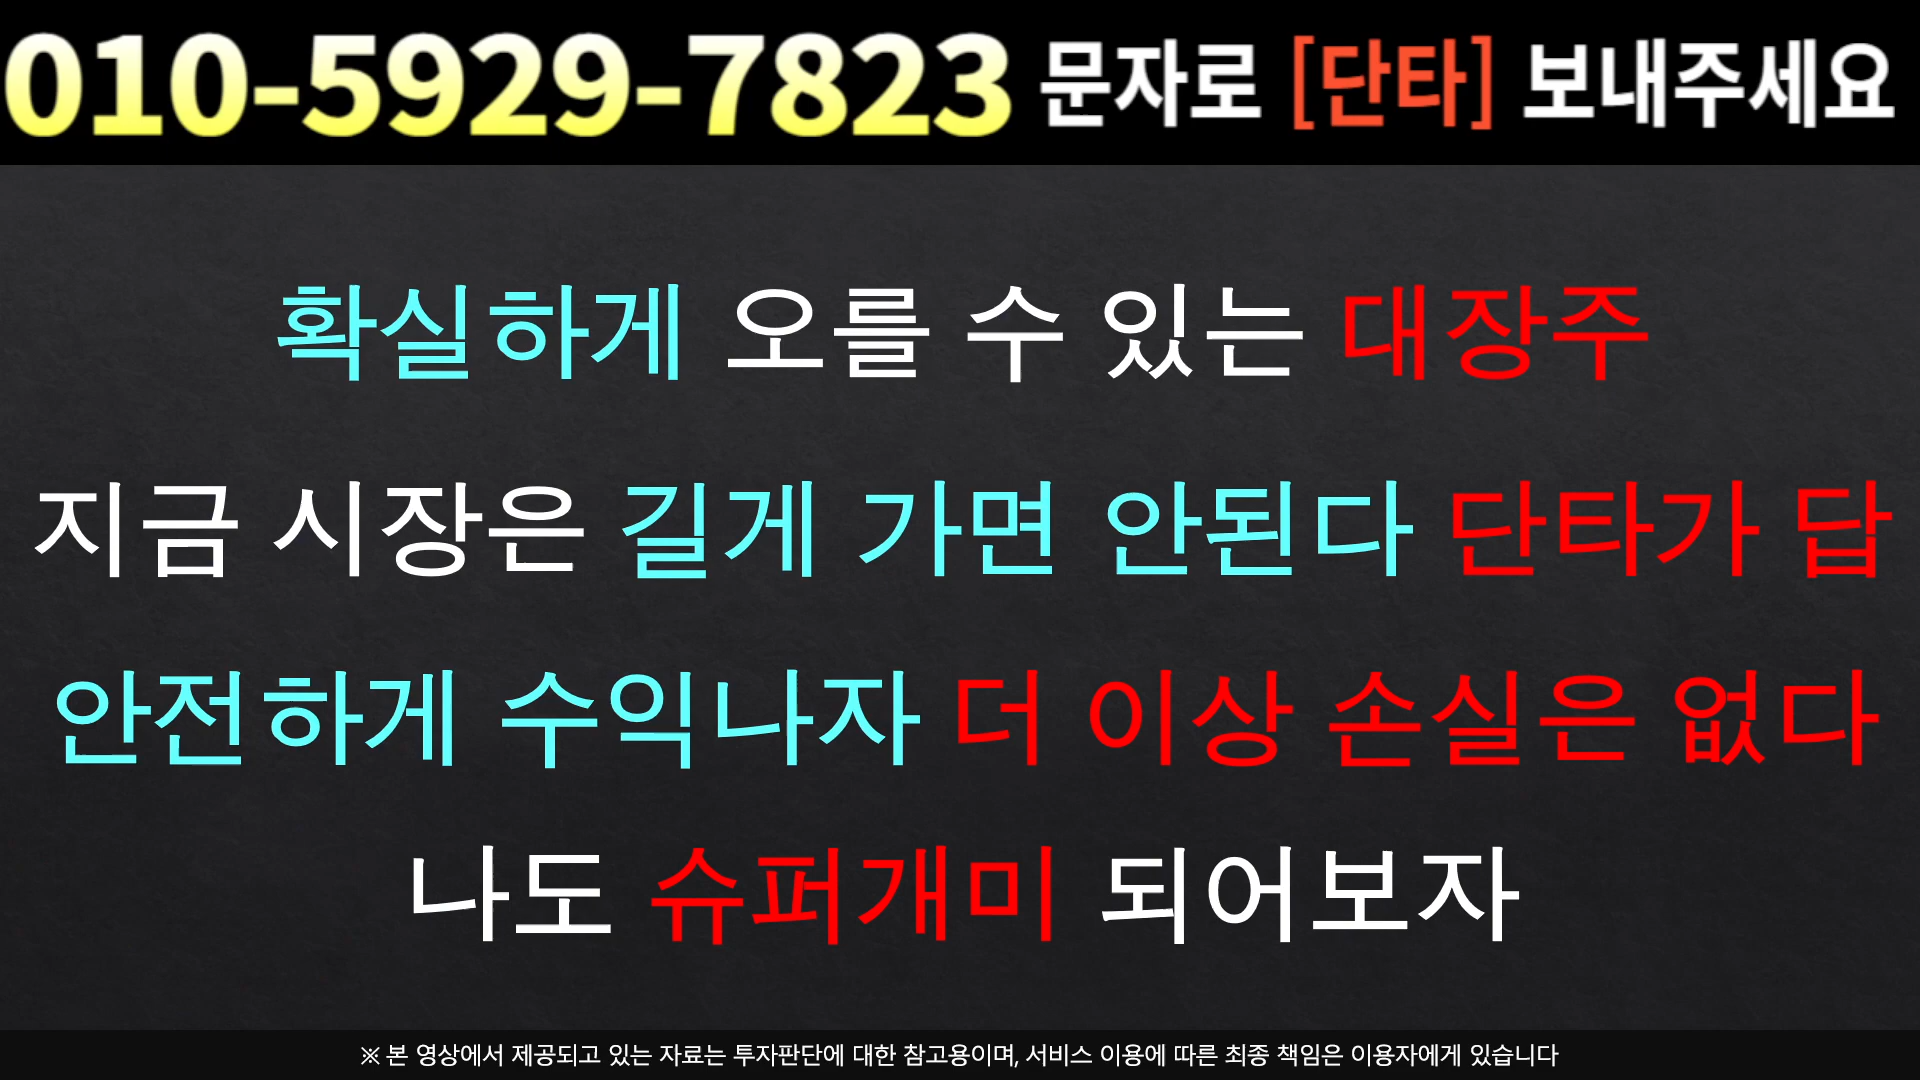 010-5929-7823 문자로 [단타] 보내주세요
확실하게 오를 수 있는 대장주
지금 시장은 길게 가면 안된다 단타가 답
안전하게 수익나자 더 이상 손실은 없다
나도 슈퍼개미 되어보자
※ 본 영상에서 제공되고 있는 자료는 투자판단에 대한 참고용이며, 서비스 이용에 따른 최종 책임은 이용자에게 있습니다